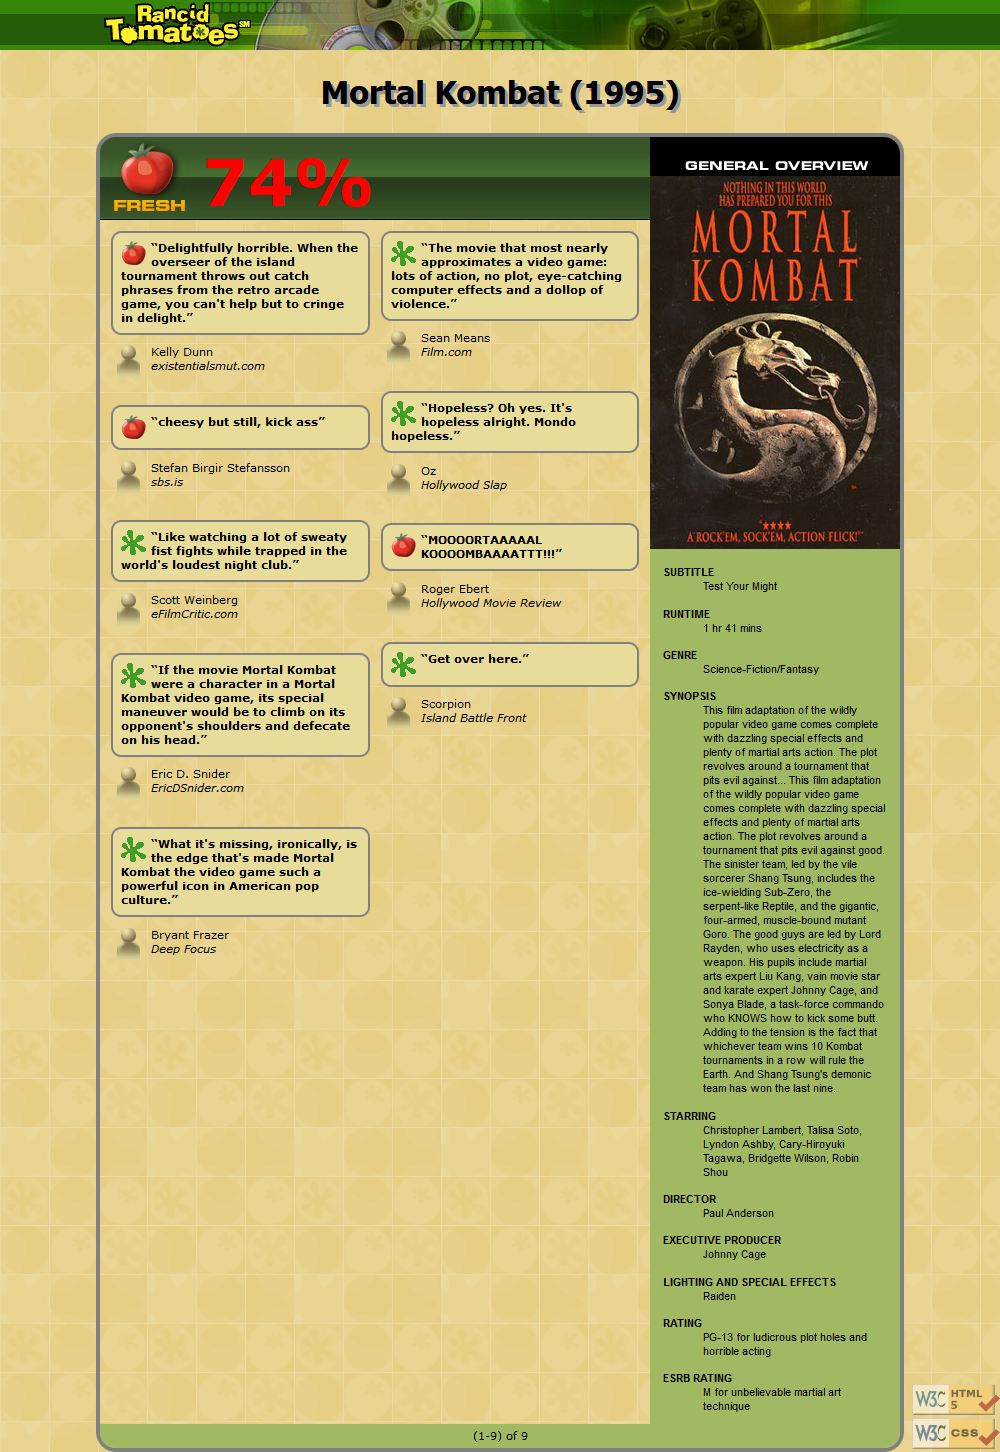 Rancid
TomatoesSM
Mortal Kombat (1995)
FRESH
74%
“Delightfully horrible. When the
overseer of the island
tournament throws out catch
phrases from the retro arcade
game, you can't help but to cringe
in delight.”
Kelly Dunn
existentialsmut.com
“cheesy but still, kick ass”
Stefan Birgir Stefansson
sbs.is
“Like watching a lot of sweaty
fist fights while trapped in the
world's loudest night club.”
Scott Weinberg
eFilmCritic.com
“If the movie Mortal Kombat
were a character in a Mortal
Kombat video game, its special
maneuver would be to climb on its
opponent's shoulders and defecate
on his head.”
Eric D. Snider
EricDSnider.com
“What it's missing, ironically, is
the edge that's made Mortal
Kombat the video game such a
powerful icon in American pop
culture.”
Bryant Frazer
Deep Focus
“The movie that most nearly
approximates a video game:
lots of action, no plot, eye-catching
computer effects and a dollop of
violence.”
Sean Means
Film.com
“Hopeless? Oh yes. It's
hopeless alright. Mondo
hopeless.”
Oz
Hollywood Slap
“MOOOORTAAAAAL
KOOOOMBAAAATTT!!!”
Roger Ebert
Hollywood Movie Review
“Get over here.”
Scorpion
Island Battle Front
GENERAL OVERVIEW
NOTHING IN THIS WORLD
HAS PREPARED YOU FOR THIS
MORTAL
KOMBAT
"★★★★
A ROCK'EM, SOCK'EM, ACTION FLICK!"
SUBTITLE
Test Your Might
RUNTIME
1 hr 41 mins
GENRE
Science-Fiction/Fantasy
SYNOPSIS
This film adaptation of the wildly
popular video game comes complete
with dazzling special effects and
plenty of martial arts action. The plot
revolves around a tournament that
pits evil against... This film adaptation
of the wildly popular video game
comes complete with dazzling special
effects and plenty of martial arts
action. The plot revolves around a
tournament that pits evil against good.
The sinister team, led by the vile
sorcerer Shang Tsung, includes the
ice-wielding Sub-Zero, the
serpent-like Reptile, and the gigantic,
four-armed, muscle-bound mutant
Goro. The good guys are led by Lord
Rayden, who uses electricity as a
weapon. His pupils include martial
arts expert Liu Kang, vain movie star
and karate expert Johnny Cage, and
Sonya Blade, a task-force commando
who KNOWS how to kick some butt.
Adding to the tension is the fact that
whichever team wins 10 Kombat
tournaments in a row will rule the
Earth. And Shang Tsung's demonic
team has won the last nine.
STARRING
Christopher Lambert, Talisa Soto,
Lyndon Ashby, Cary-Hiroyuki
Tagawa, Bridgette Wilson, Robin
Shou
DIRECTOR
Paul Anderson
EXECUTIVE PRODUCER
Johnny Cage
LIGHTING AND SPECIAL EFFECTS
Raiden
RATING
PG-13 for ludicrous plot holes and
horrible acting
ESRB RATING
M for unbelievable martial art
technique
(1-9) of 9
W3C HTML
5
W3C CSS